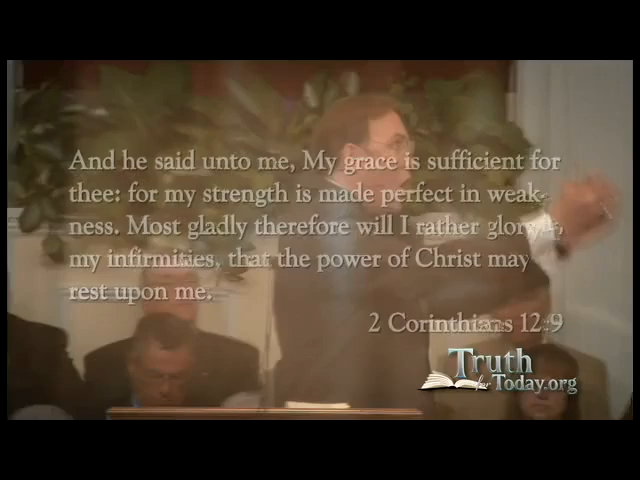 And he said unto me, My grace is sufficient for
thee: for my strength is made perfect in weak-
ness. Most gladly therefore will I rather glory
my infirmities, that the power of Christ may
rest upon me.
2 Corinthians 12:9
Truth
for Today.org